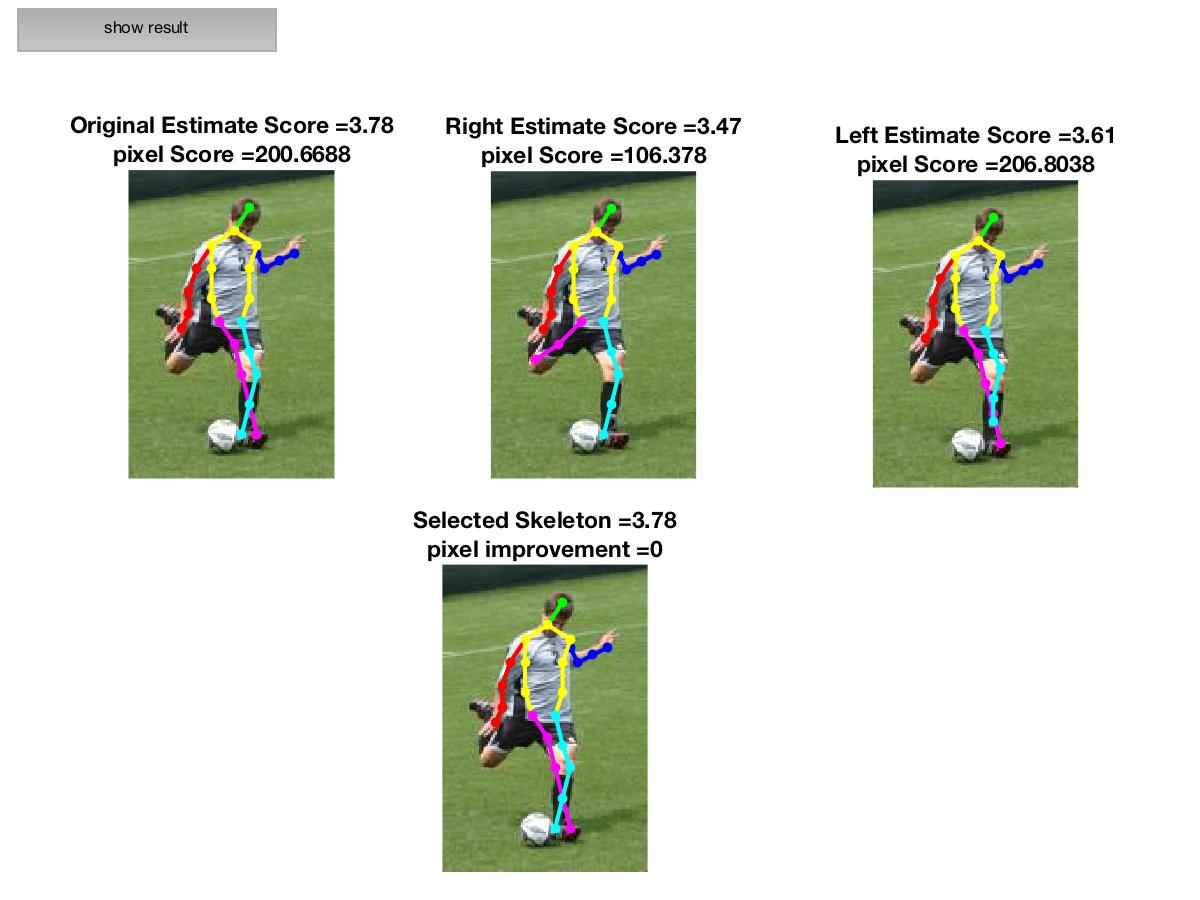 show result
Original Estimate Score =3.78
pixel Score =200.6688
Right Estimate Score =3.47
pixel Score =106.378
Left Estimate Score =3.61
pixel Score =206.8038
Selected Skeleton =3.78
pixel improvement =0